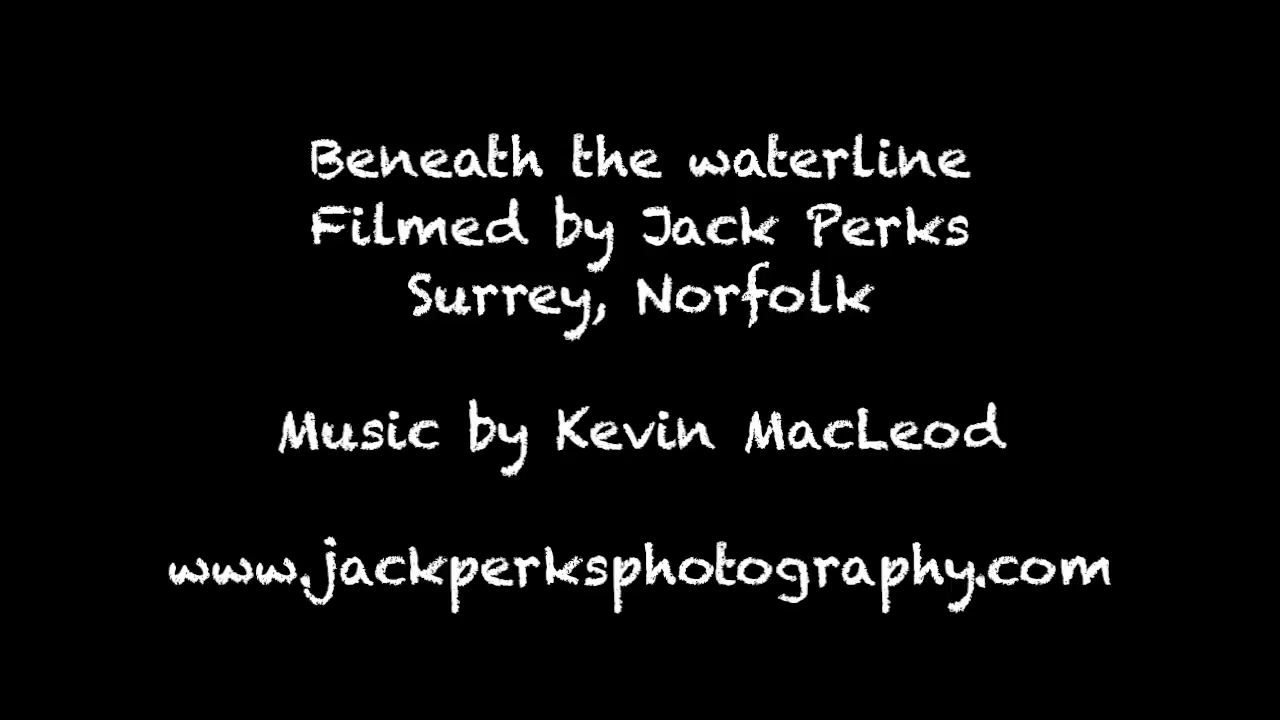 Beneath the waterline
Filmed by Jack Perks
Surrey, Norfolk
Music by Kevin MacLeod
www.jackperksphotography.com